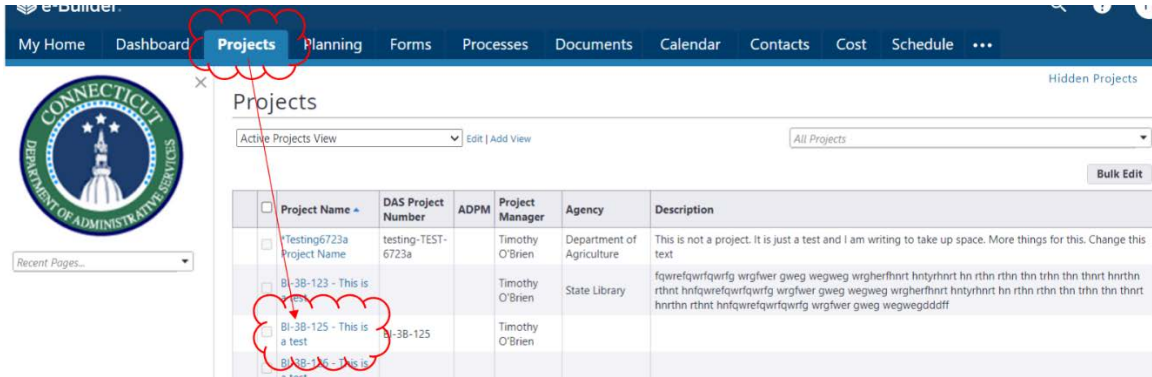 e-Builder
My Home Dashboard Projects Planning Forms Processes Documents Calendar Contacts Cost Schedule •••
Hidden Projects
CONNECTICUT
DEPARTMENT OF ADMINISTRATIVE SERVICES
Projects
Active Projects View Edit | Add View All Projects
Bulk Edit
Recent Pages...
Project Name DAS Project Number ADPM Project Manager Agency Description
*Testing6723a Project Name testing-TEST-6723a Timothy O'Brien Department of Agriculture This is not a project. It is just a test and I am writing to take up space. More things for this. Change this
text
BI-3B-123 - This is a test Timothy O'Brien State Library fqwrefqwrfqwrfg wrgfwer gweg wegweg wrgherfhnrt hntyrhnrt hn rthn rthn thn trhn thn thnrt hnrthn
rthnt hnfqwrefqwrfqwrfg wrgfwer gweg wegweg wrgherfhnrt hntyrhnrt hn rthn rthn thn trhn thn thnrt
hnrthn rthnt hnfqwrefqwrfqwrfg wrgfwer gweg wegwegdddff
BI-3B-125 - This is a test BI-3B-125 Timothy O'Brien
BI-3B-126 - This is